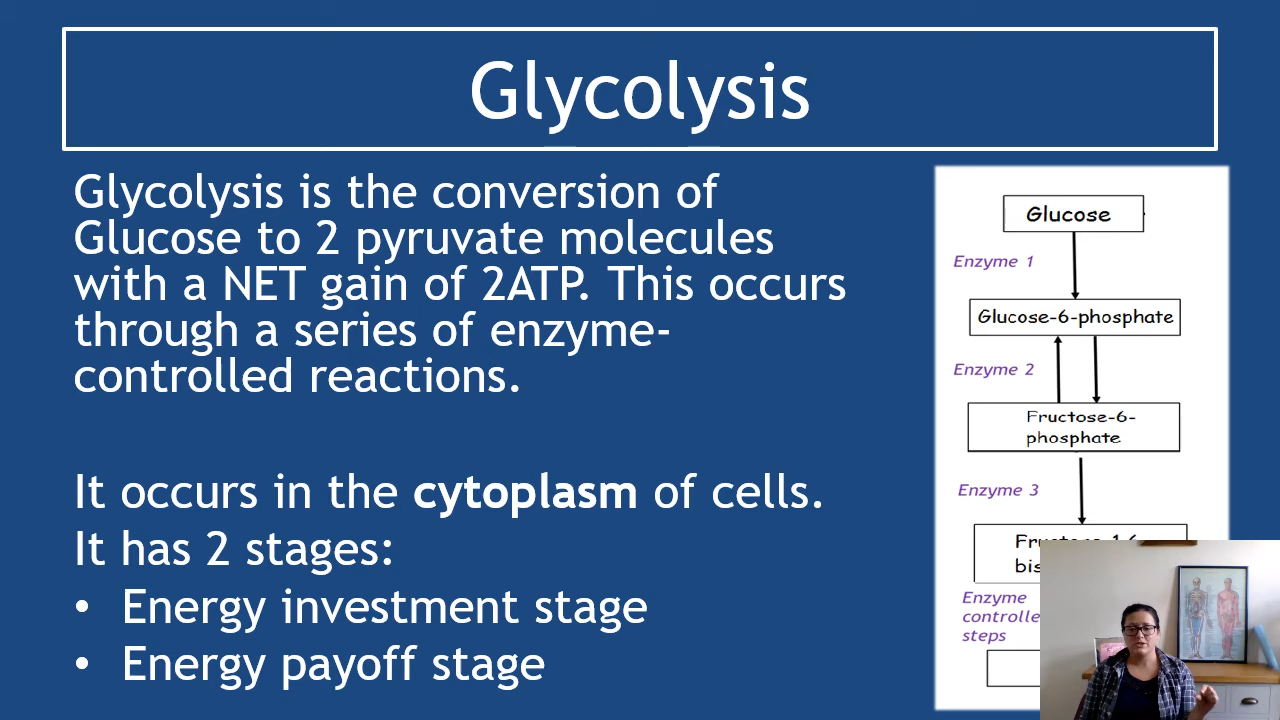 Glycolysis
Glycolysis is the conversion of
Glucose to 2 pyruvate molecules
with a NET gain of 2ATP. This occurs
through a series of enzyme-
controlled reactions.
It occurs in the cytoplasm of cells.
It has 2 stages:
• Energy investment stage
• Energy payoff stage
Glucose
Enzyme 1
Glucose-6-phosphate
Enzyme 2
Fructose-6-
phosphate
Enzyme 3
Enzyme
steps